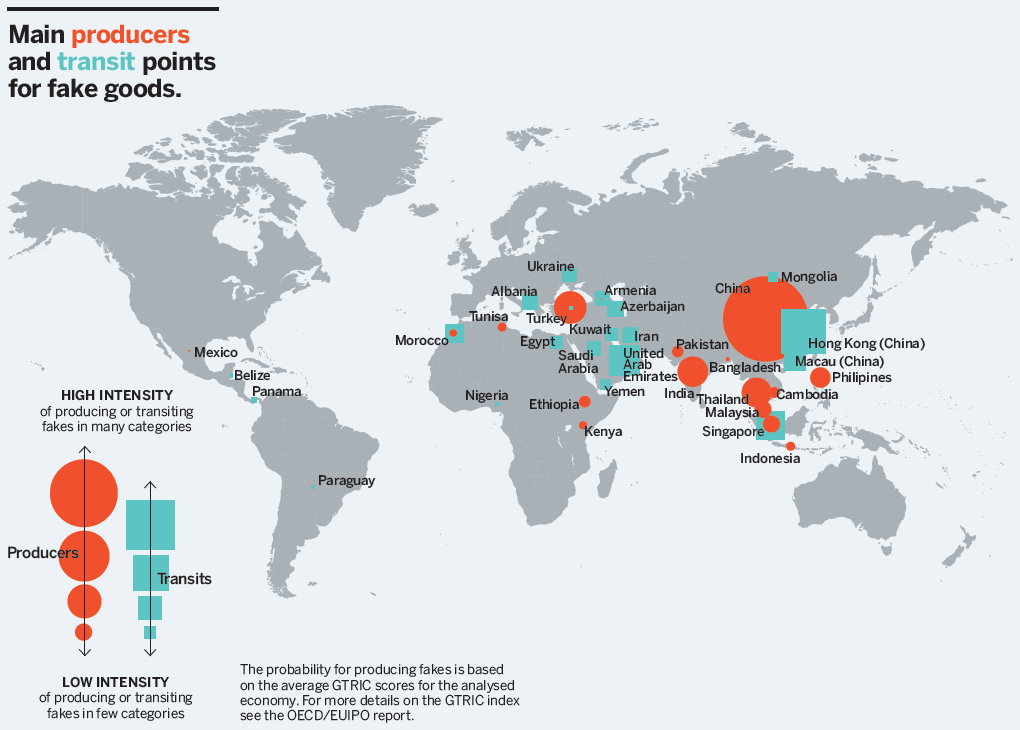 Main producers
and transit points
for fake goods.
Ukraine
Mongolia
China
Albania
Armenia
Azerbaijan
Tunisa
Turkey
Kuwait
Morocco
Egypt
Iran
Pakistan
Hong Kong (China)
Mexico
Saudi
Arabia
United
Arab
Emirates
Bangladesh
Macau (China)
Belize
Philipines
Panama
Yemen
India
Nigeria
Ethiopia
Thailand
Cambodia
Malaysia
Kenya
Singapore
Indonesia
Paraguay
HIGH INTENSITY
of producing or transiting
fakes in many categories
Producers
Transits
LOW INTENSITY
of producing or transiting
fakes in few categories
The probability for producing fakes is based
on the average GTRIC scores for the analysed
economy. For more details on the GTRIC index
see the OECD/EUIPO report.